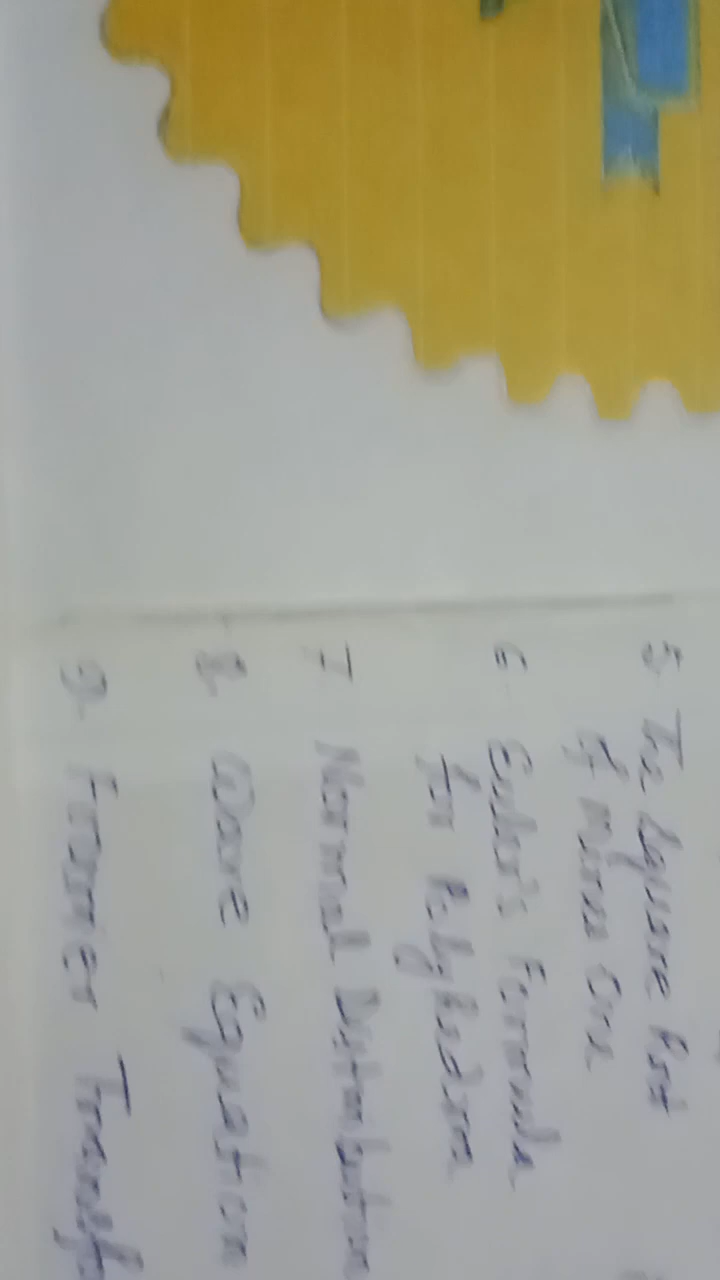 5. The Square Root
of Minus One
6. Euler's Formula
for Polyhedra
7. Normal Distribution
8. Wave Equation
9. Fourier Transf